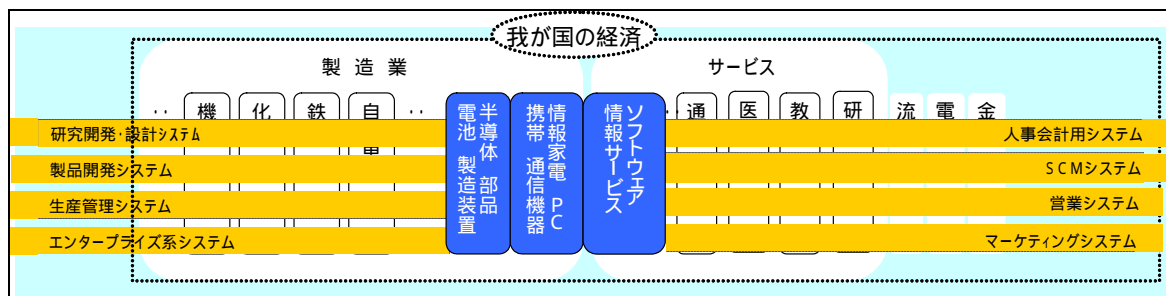 我が国の経済
製造業
サービス
‥
機
化
鉄
自
‥
‥
通
医
教
研
流
電
金
研究開発・設計システム
製品開発システム
生産管理システム
エンタープライズ系システム
半導体 部品
電池 製造装置
情報家電 PC
携帯 通信機器
ソフトウェア
情報サービス
人事会計用システム
SCMシステム
営業システム
マーケティングシステム